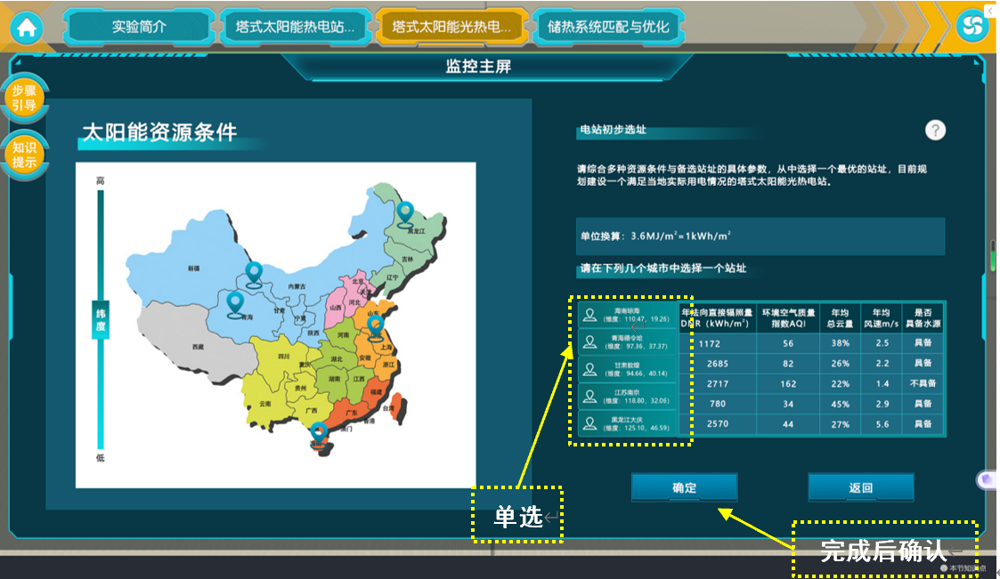 实验简介
塔式太阳能热电站...
塔式太阳能光热电...
储热系统匹配与优化
监控主屏
步骤
引导
知识
提示
太阳能资源条件
高
纬
度
低
新疆
西藏
青海
甘肃
内蒙古
宁夏
陕西
山西
河北
北京
天津
山东
河南
黑龙江
吉林
辽宁
四川
重庆
湖北
安徽
上海
浙江
湖南
江西
贵州
云南
广西
广东
福建
台湾
香港
澳门
海南
电站初步选址
?
请综合多种资源条件与备选站址的具体参数，从中选择一个最优的站址，目前规
划建设一个满足当地实际用电情况的塔式太阳能光热电站。
单位换算：3.6MJ/m²=1kWh/m²
请在下列几个城市中选择一个站址
年法向直接辐照量 环境空气质量 年均 年均 是否
DNR（kWh/m²） 指数AQI 总云量 风速m/s 具备水源
海南琼海
（维度：110.47，19.26）
1172 56 38% 2.5 具备
青海德令哈
（维度：97.36，37.37）
2685 82 26% 2.2 具备
甘肃敦煌
（维度：94.66，40.14）
2717 162 22% 1.4 不具备
江苏南京
（维度：118.80，32.06）
780 34 45% 2.9 具备
黑龙江大庆
（维度：125.10，46.59）
2570 44 27% 5.6 具备
确定
返回
单选
完成后确认
本节知识点